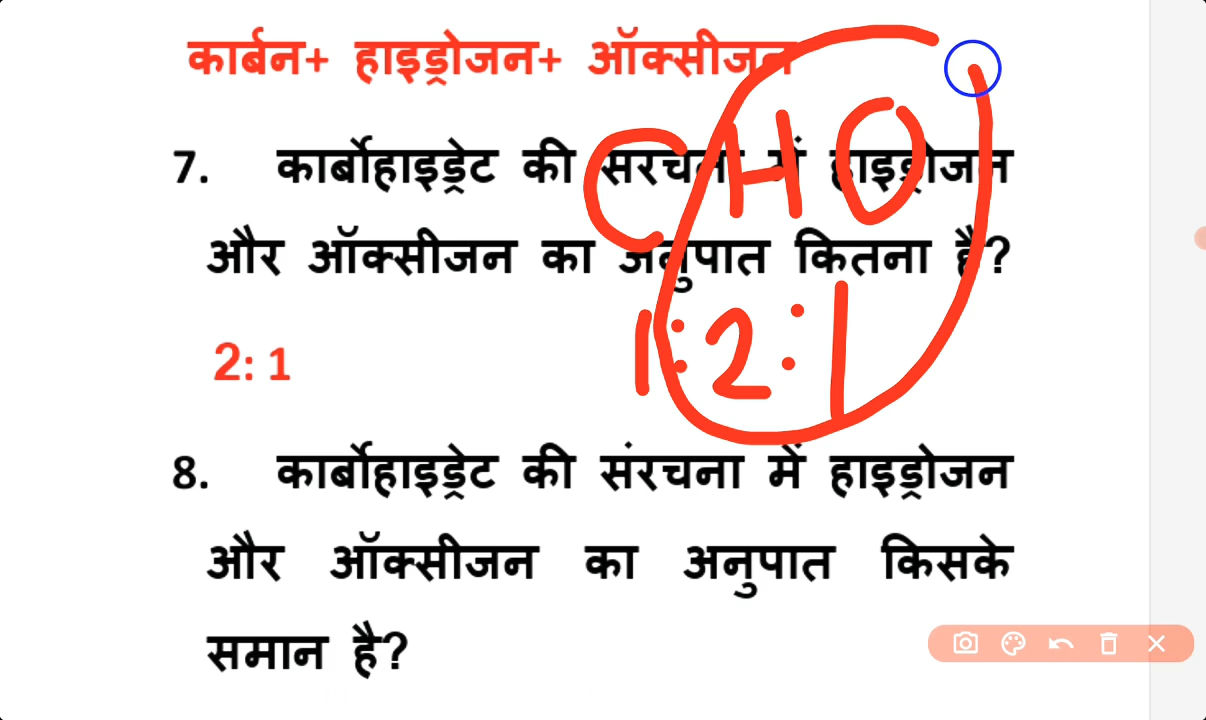 कार्बन+ हाइड्रोजन+ ऑक्सीजन
7. कार्बोहाइड्रेट की संरचना में हाइड्रोजन
और ऑक्सीजन का अनुपात कितना है?
C H O
2: 1
1:2:1
8. कार्बोहाइड्रेट की संरचना में हाइड्रोजन
और ऑक्सीजन का अनुपात किसके
समान है?